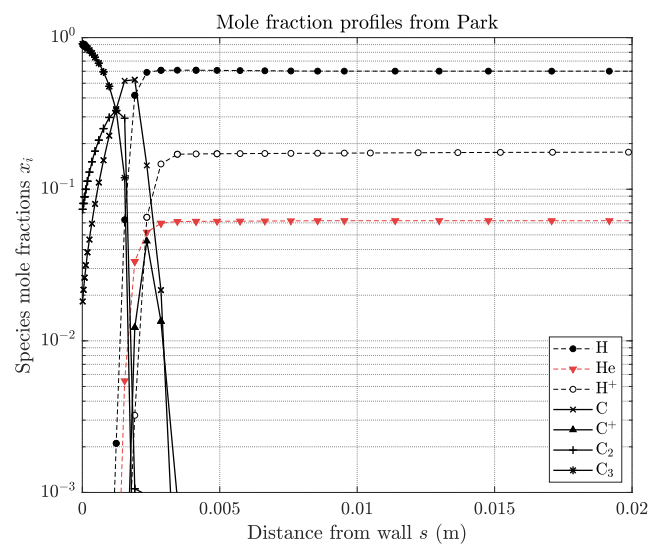 Mole fraction profiles from Park
Species mole fractions x_i
10^0
10^−1
10^−2
10^−3
0
0.005
0.01
0.015
0.02
Distance from wall s (m)
H
He
H^+
C
C^+
C_2
C_3